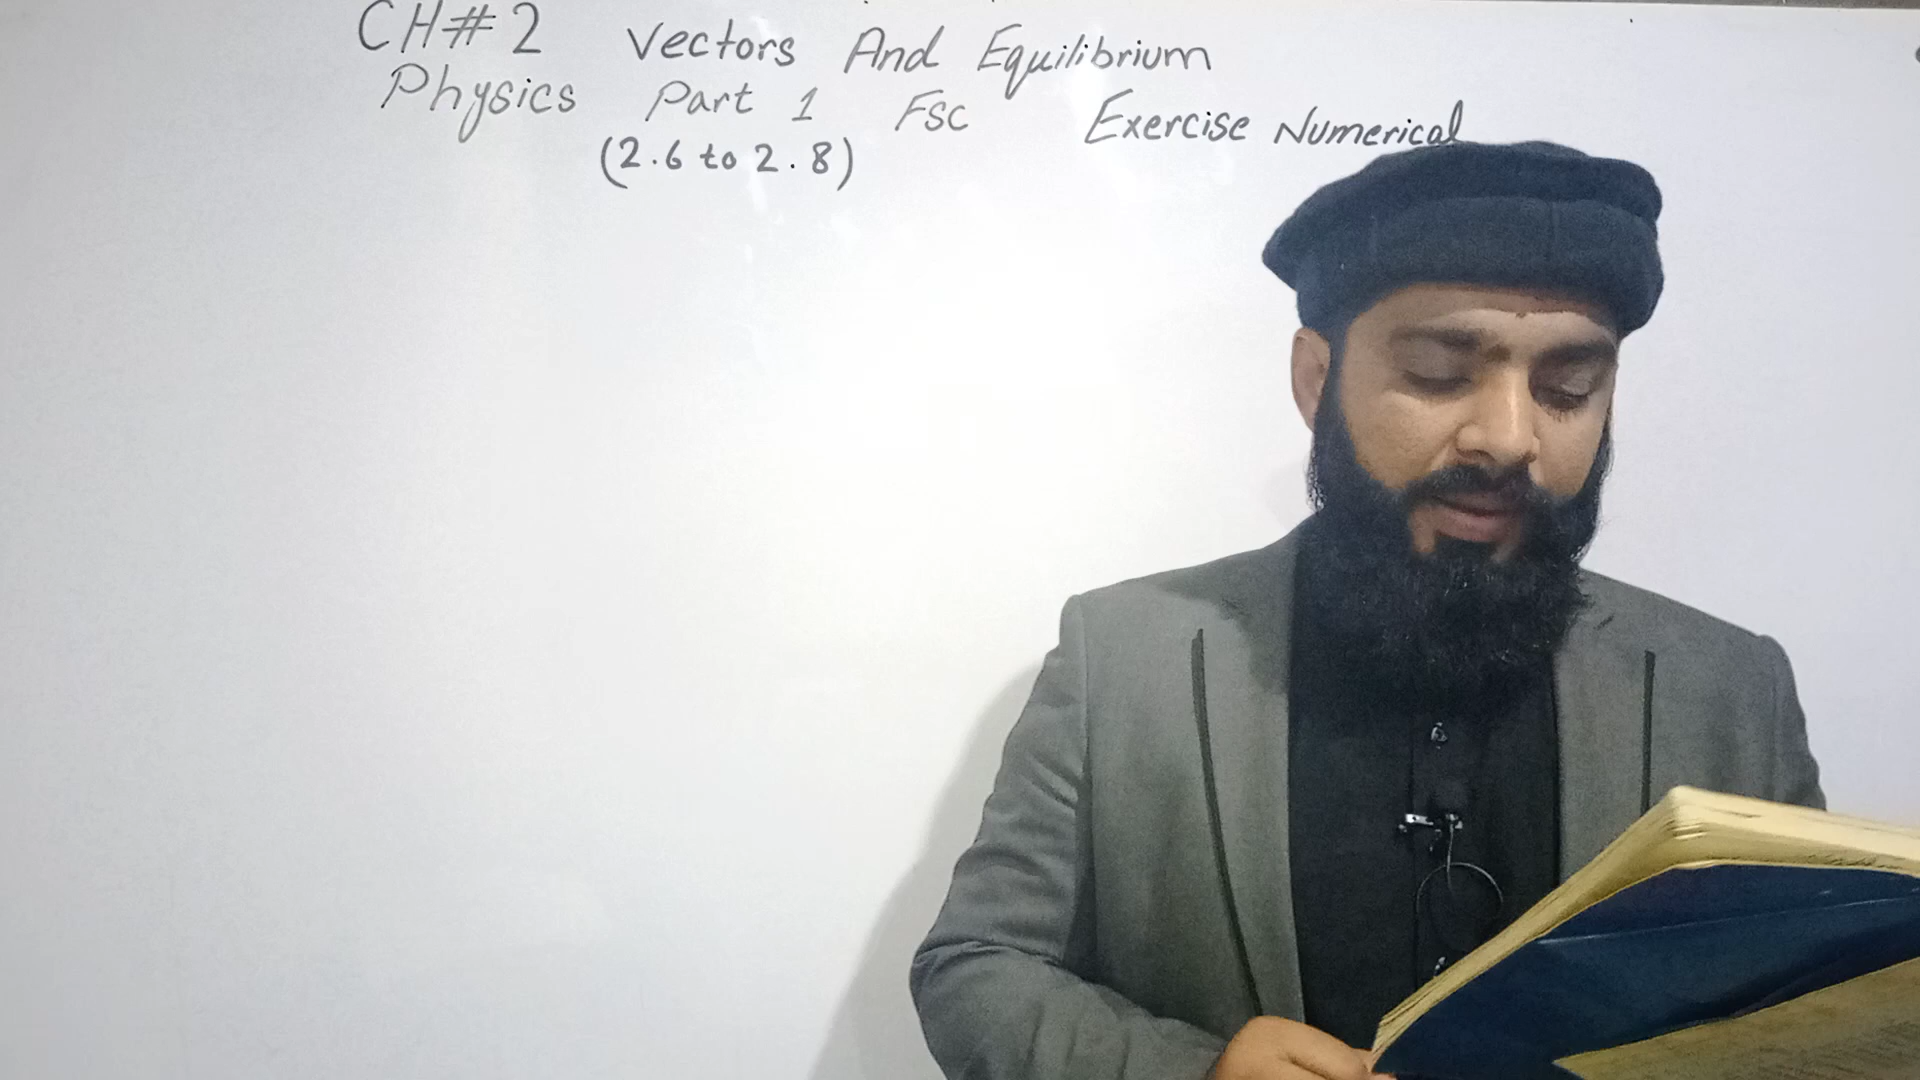 CH#2 Vectors And Equilibrium
Physics Part 1 FSC Exercise Numerical
(2.6 to 2.8)